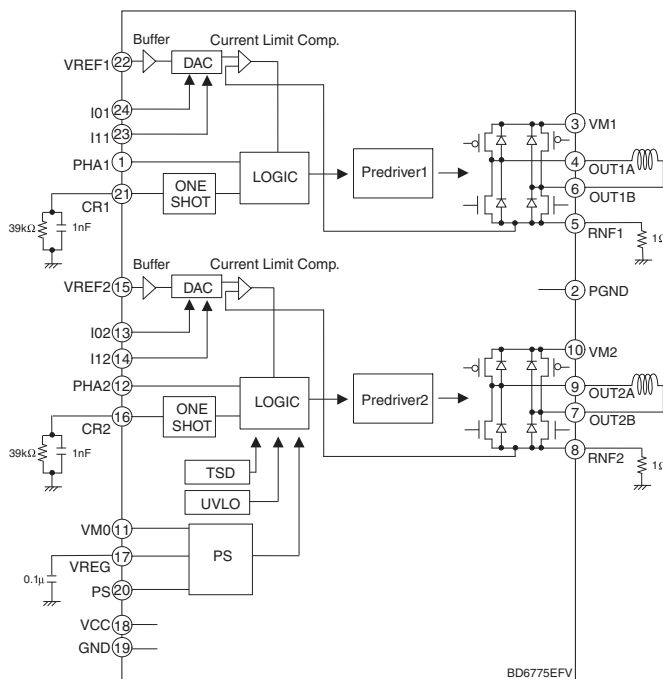 Buffer
Current Limit Comp.
VREF1 22
DAC
I01 24
I11 23
PHA1 1
CR1 21
ONE
SHOT
LOGIC
Predriver1
39kΩ
1nF
3 VM1
4 OUT1A
6 OUT1B
5 RNF1
1Ω
Buffer
Current Limit Comp.
VREF2 15
DAC
2 PGND
I02 13
I12 14
PHA2 12
CR2 16
ONE
SHOT
LOGIC
Predriver2
39kΩ
1nF
10 VM2
9 OUT2A
7 OUT2B
8 RNF2
1Ω
TSD
UVLO
VM0 11
VREG 17
PS 20
PS
0.1μ
VCC 18
GND 19
BD6775EFV